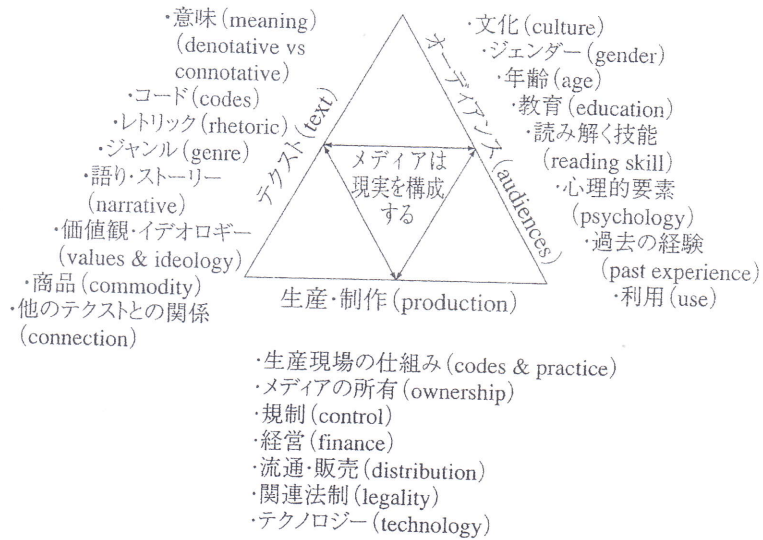 ・意味 (meaning)
(denotative vs
connotative)
・コード (codes)
・レトリック (rhetoric)
・ジャンル (genre)
・語り・ストーリー
(narrative)
・価値観・イデオロギー
(values & ideology)
・商品 (commodity)
・他のテクストとの関係
(connection)
テクスト (text)
メディアは
現実を構成
する
オーディアンス (audiences)
・文化 (culture)
・ジェンダー (gender)
・年齢 (age)
・教育 (education)
・読み解く技能
(reading skill)
・心理的要素
(psychology)
・過去の経験
(past experience)
・利用 (use)
生産・制作 (production)
・生産現場の仕組み (codes & practice)
・メディアの所有 (ownership)
・規制 (control)
・経営 (finance)
・流通・販売 (distribution)
・関連法制 (legality)
・テクノロジー (technology)